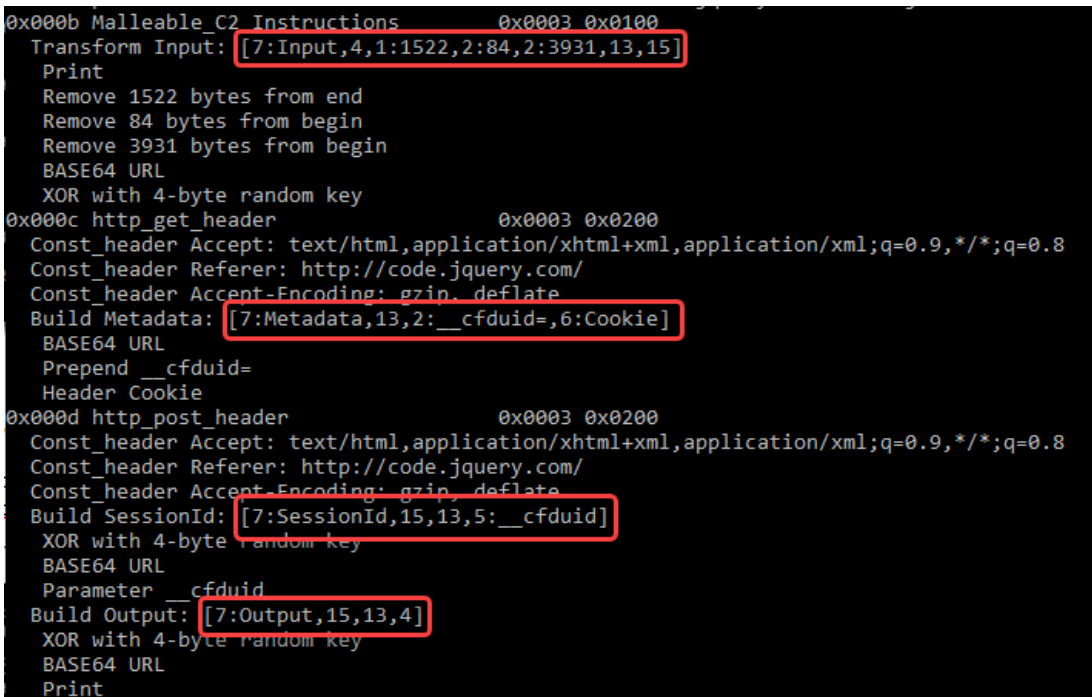 0x000b Malleable_C2_Instructions 0x0003 0x0100
Transform Input: [7:Input,4,1:1522,2:84,2:3931,13,15]
Print
Remove 1522 bytes from end
Remove 84 bytes from begin
Remove 3931 bytes from begin
BASE64 URL
XOR with 4-byte random key
0x000c http_get_header 0x0003 0x0200
Const_header Accept: text/html,application/xhtml+xml,application/xml;q=0.9,*/*;q=0.8
Const_header Referer: http://code.jquery.com/
Const_header Accept-Encoding: gzip, deflate
Build Metadata: [7:Metadata,13,2:__cfduid=,6:Cookie]
BASE64 URL
Prepend __cfduid=
Header Cookie
0x000d http_post_header 0x0003 0x0200
Const_header Accept: text/html,application/xhtml+xml,application/xml;q=0.9,*/*;q=0.8
Const_header Referer: http://code.jquery.com/
Const_header Accept-Encoding: gzip, deflate
Build SessionId: [7:SessionId,15,13,5:__cfduid]
XOR with 4-byte random key
BASE64 URL
Parameter __cfduid
Build Output: [7:Output,15,13,4]
XOR with 4-byte random key
BASE64 URL
Print